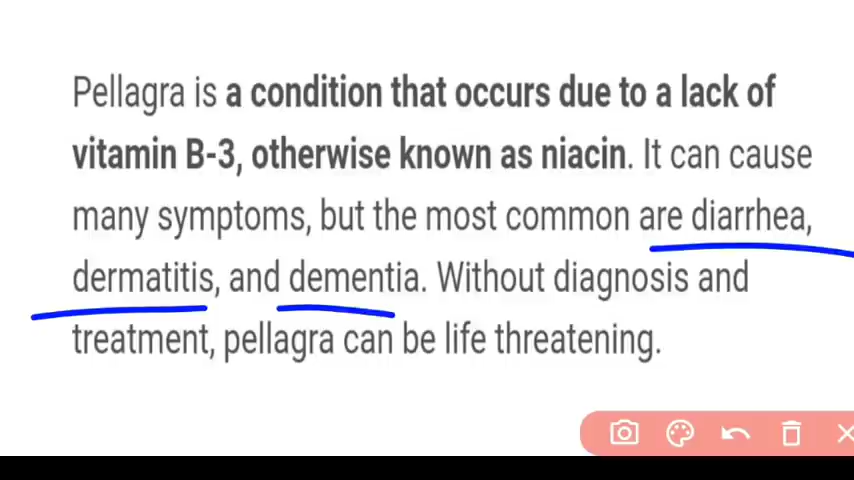 Pellagra is a condition that occurs due to a lack of
vitamin B-3, otherwise known as niacin. It can cause
many symptoms, but the most common are diarrhea,
dermatitis, and dementia. Without diagnosis and
treatment, pellagra can be life threatening.